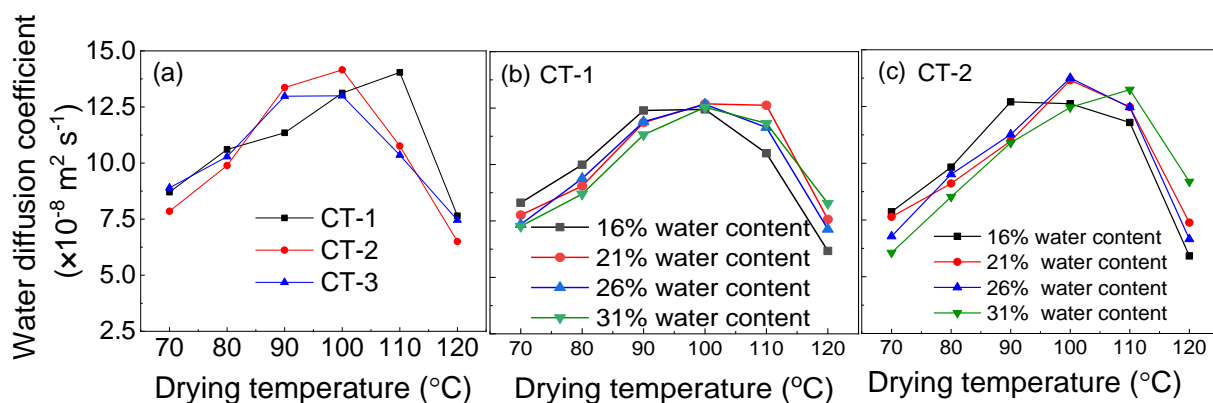 Water diffusion coefficient
(×10⁻⁸ m² s⁻¹)
15.0
12.5
10.0
7.5
5.0
2.5
(a)
CT-1
CT-2
CT-3
70 80 90 100 110 120
Drying temperature (°C)
(b) CT-1
16% water content
21% water content
26% water content
31% water content
70 80 90 100 110 120
Drying temperature (ºC)
(c) CT-2
16% water content
21% water content
26% water content
31% water content
70 80 90 100 110 120
Drying temperature (°C)